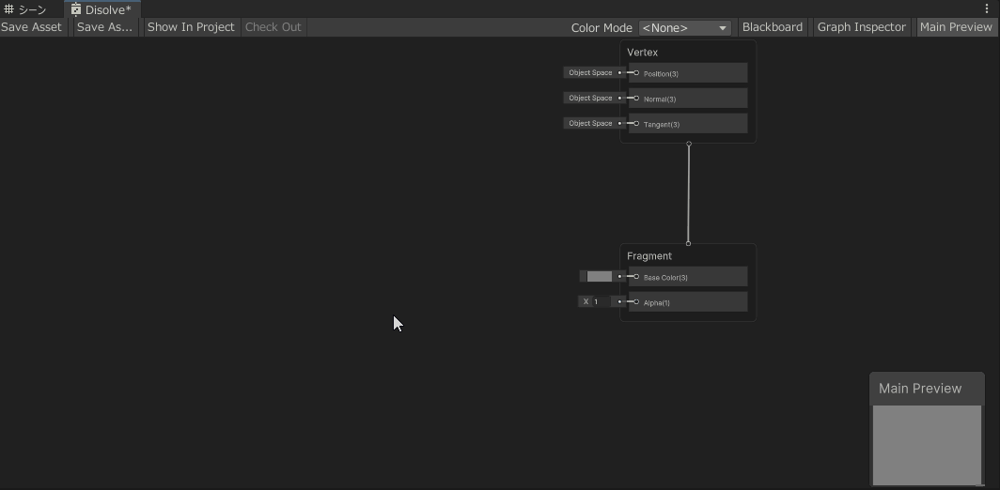 シーン Disolve*
Save Asset Save As... Show In Project Check Out Color Mode <None> Blackboard Graph Inspector Main Preview
Vertex
Object Space Position(3)
Object Space Normal(3)
Object Space Tangent(3)
Fragment
Base Color(3)
X 1 Alpha(1)
Main Preview